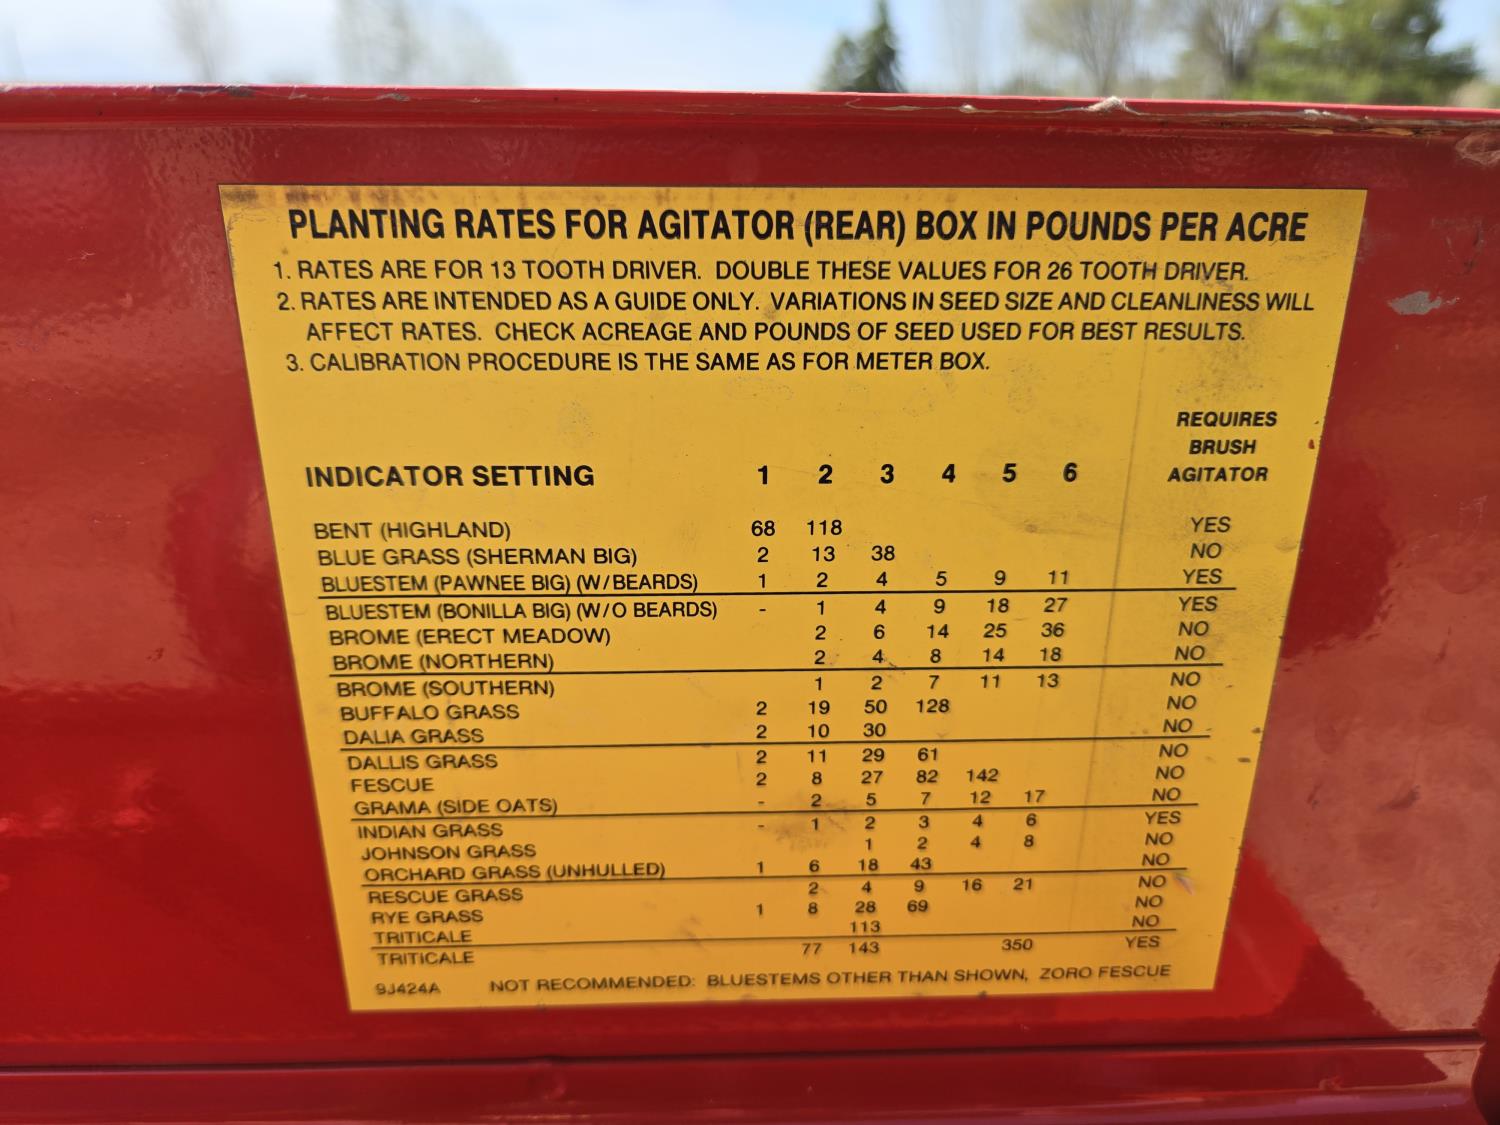 PLANTING RATES FOR AGITATOR (REAR) BOX IN POUNDS PER ACRE
1. RATES ARE FOR 13 TOOTH DRIVER. DOUBLE THESE VALUES FOR 26 TOOTH DRIVER.
2. RATES ARE INTENDED AS A GUIDE ONLY. VARIATIONS IN SEED SIZE AND CLEANLINESS WILL
AFFECT RATES. CHECK ACREAGE AND POUNDS OF SEED USED FOR BEST RESULTS.
3. CALIBRATION PROCEDURE IS THE SAME AS FOR METER BOX.
REQUIRES
BRUSH
INDICATOR SETTING 1 2 3 4 5 6 AGITATOR
BENT (HIGHLAND) 68 118 YES
BLUE GRASS (SHERMAN BIG) 2 13 38 NO
BLUESTEM (PAWNEE BIG) (W/BEARDS) 1 2 4 5 9 11 YES
BLUESTEM (BONILLA BIG) (W/O BEARDS) - 1 4 9 18 27 YES
BROME (ERECT MEADOW) 2 6 14 25 36 NO
BROME (NORTHERN) 2 4 8 14 18 NO
BROME (SOUTHERN) 1 2 7 11 13 NO
BUFFALO GRASS 2 19 50 128 NO
DALIA GRASS 2 10 30 NO
DALLIS GRASS 2 11 29 61 NO
FESCUE 2 8 27 82 142 NO
GRAMA (SIDE OATS) - 2 5 7 12 17 NO
INDIAN GRASS - 1 2 3 4 6 YES
JOHNSON GRASS 1 2 4 8 NO
ORCHARD GRASS (UNHULLED) 1 6 18 43 NO
RESCUE GRASS 2 4 9 16 21 NO
RYE GRASS 1 8 28 69 NO
TRITICALE 113 NO
TRITICALE 77 143 350 YES
9J424A NOT RECOMMENDED: BLUESTEMS OTHER THAN SHOWN, ZORO FESCUE